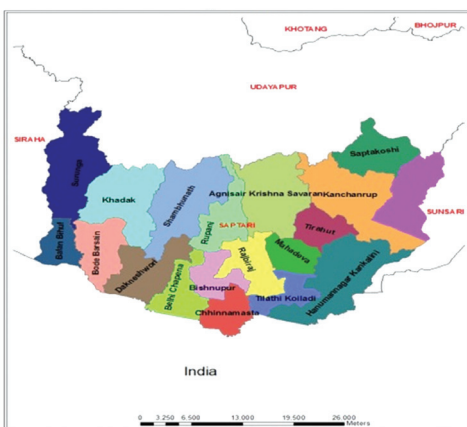 KHOTANG
BHOJPUR
UDAYAPUR
SIRAHA
Saptakoshi
Surunga
Khadak
Shambhunath
Agnisair
Krishna Savaran
Kanchanrup
SUNSARI
Rupani
SAPTARI
Tirahut
Balan Bihul
Bode Barsain
Rajbiraj
Mahadeva
Dakneshwori
Belhi Chapena
Bishnupur
Tilathi Koiladi
Hanumannagar Kankalini
Chhinnamasta
India
0 3,250 6,500 13,000 19,500 26,000
Meters